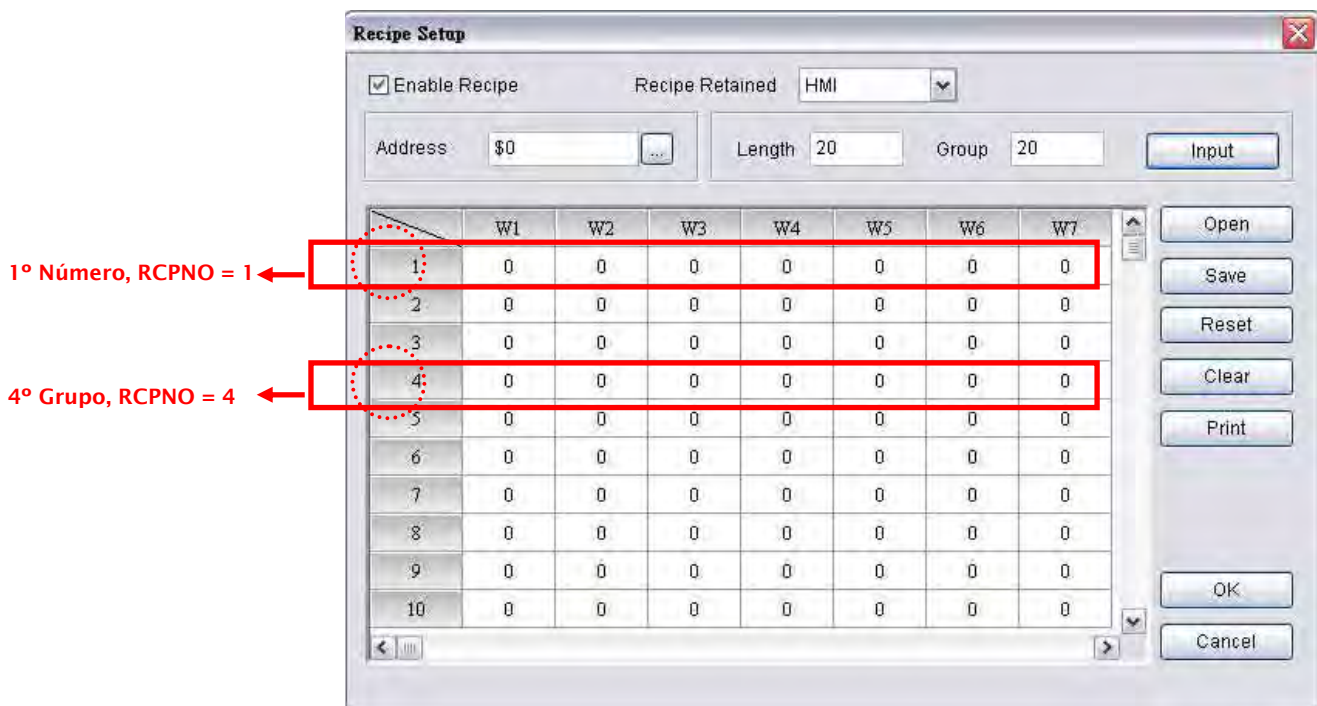 Recipe Setup
Enable Recipe Recipe Retained HMI
Address $0 ... Length 20 Group 20 Input
W1 W2 W3 W4 W5 W6 W7 Open
1º Número, RCPNO = 1 1 0 0 0 0 0 0 0 Save
2 0 0 0 0 0 0 0
3 0 0 0 0 0 0 0 Reset
4º Grupo, RCPNO = 4 4 0 0 0 0 0 0 0 Clear
5 0 0 0 0 0 0 0 Print
6 0 0 0 0 0 0 0
7 0 0 0 0 0 0 0
8 0 0 0 0 0 0 0
9 0 0 0 0 0 0 0
10 0 0 0 0 0 0 0 OK
Cancel